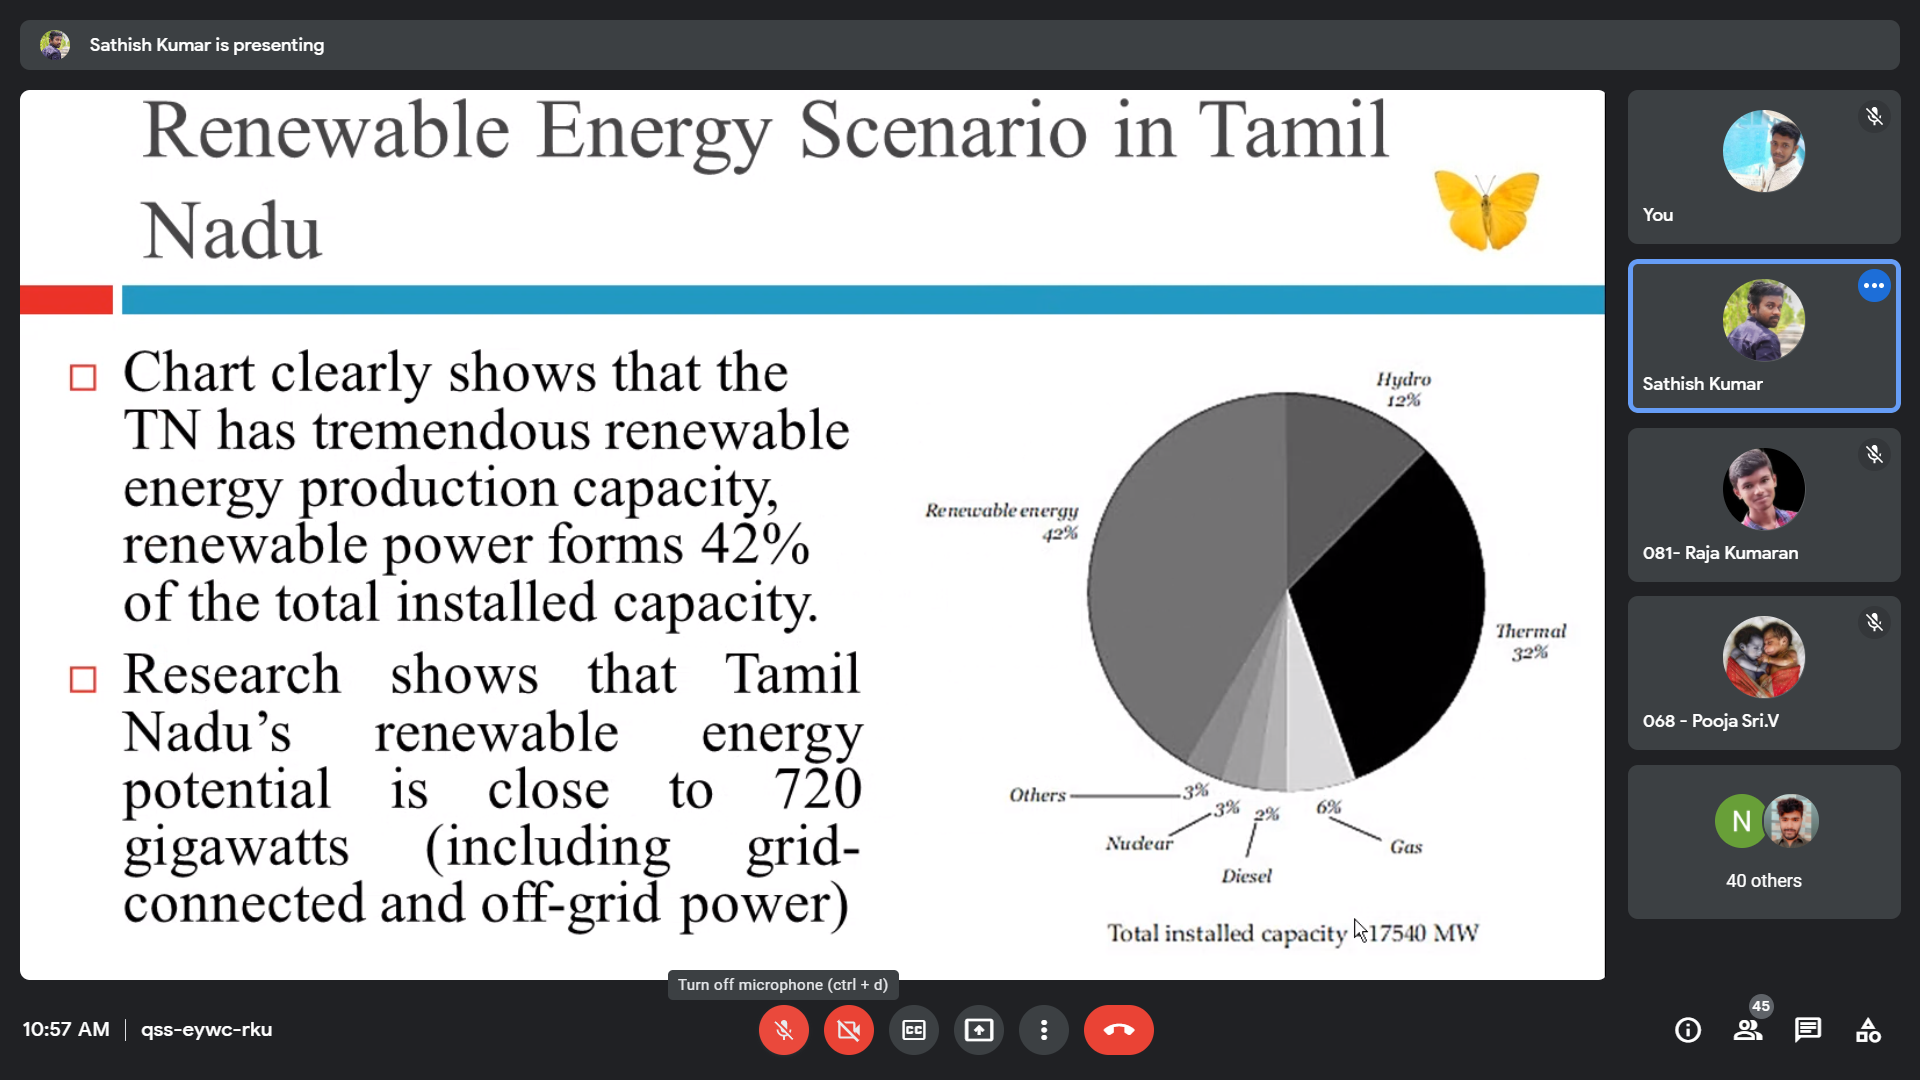 Sathish Kumar is presenting
Renewable Energy Scenario in Tamil
Nadu
Chart clearly shows that the
TN has tremendous renewable
energy production capacity,
renewable power forms 42%
of the total installed capacity.
Research shows that Tamil
Nadu's renewable energy
potential is close to 720
gigawatts (including grid-
connected and off-grid power)
Hydro
12%
Renewable energy
42%
Thermal
32%
Others
3%
3%
2%
6%
Nuclear
Gas
Diesel
Total installed capacity 17540 MW
You
Sathish Kumar
081- Raja Kumaran
068 - Pooja Sri.V
N
40 others
Turn off microphone (ctrl + d)
10:57 AM | qss-eywc-rku
CC
45